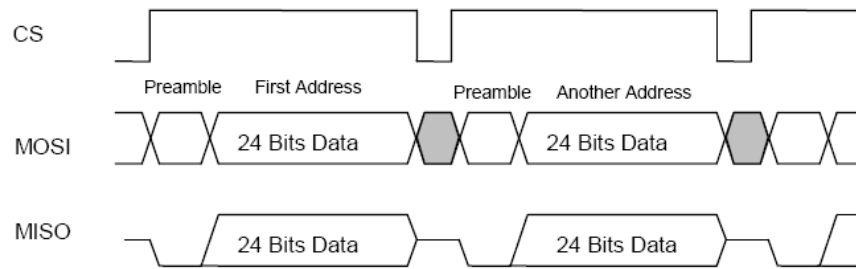 CS
Preamble First Address Preamble Another Address
MOSI 24 Bits Data 24 Bits Data
MISO 24 Bits Data 24 Bits Data